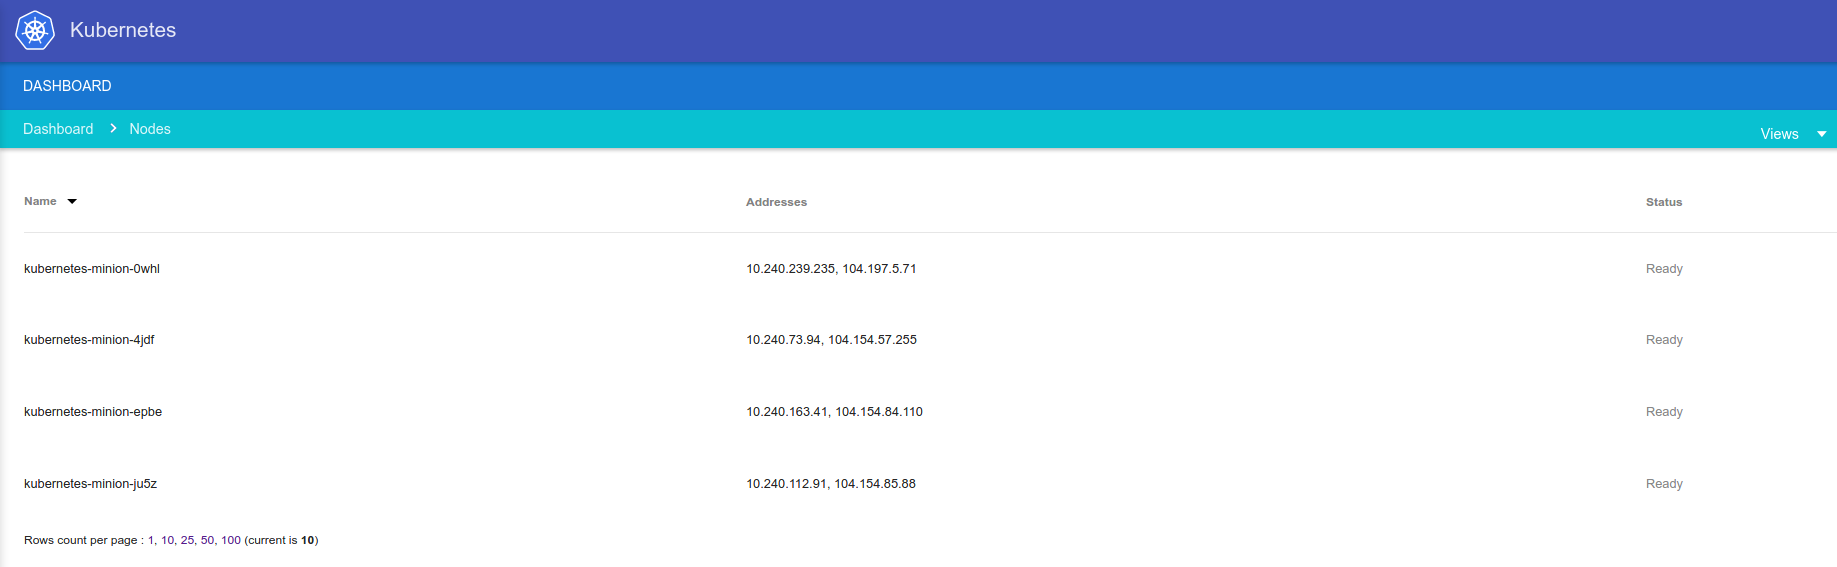 Kubernetes
DASHBOARD
Dashboard > Nodes
Views
Name Addresses Status
kubernetes-minion-0whl 10.240.239.235, 104.197.5.71 Ready
kubernetes-minion-4jdf 10.240.73.94, 104.154.57.255 Ready
kubernetes-minion-epbe 10.240.163.41, 104.154.84.110 Ready
kubernetes-minion-ju5z 10.240.112.91, 104.154.85.88 Ready
Rows count per page : 1, 10, 25, 50, 100 (current is 10)